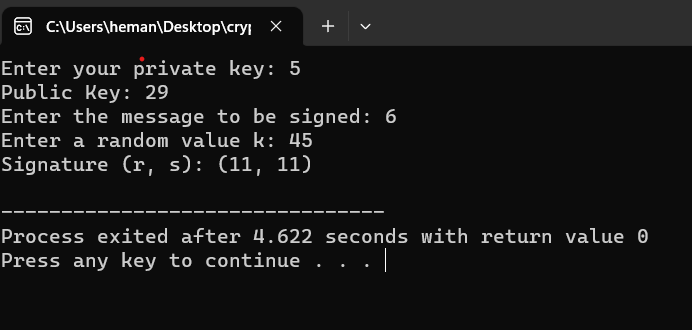 C:\Users\heman\Desktop\cryp
Enter your private key: 5
Public Key: 29
Enter the message to be signed: 6
Enter a random value k: 45
Signature (r, s): (11, 11)
--------------------------------
Process exited after 4.622 seconds with return value 0
Press any key to continue . . .